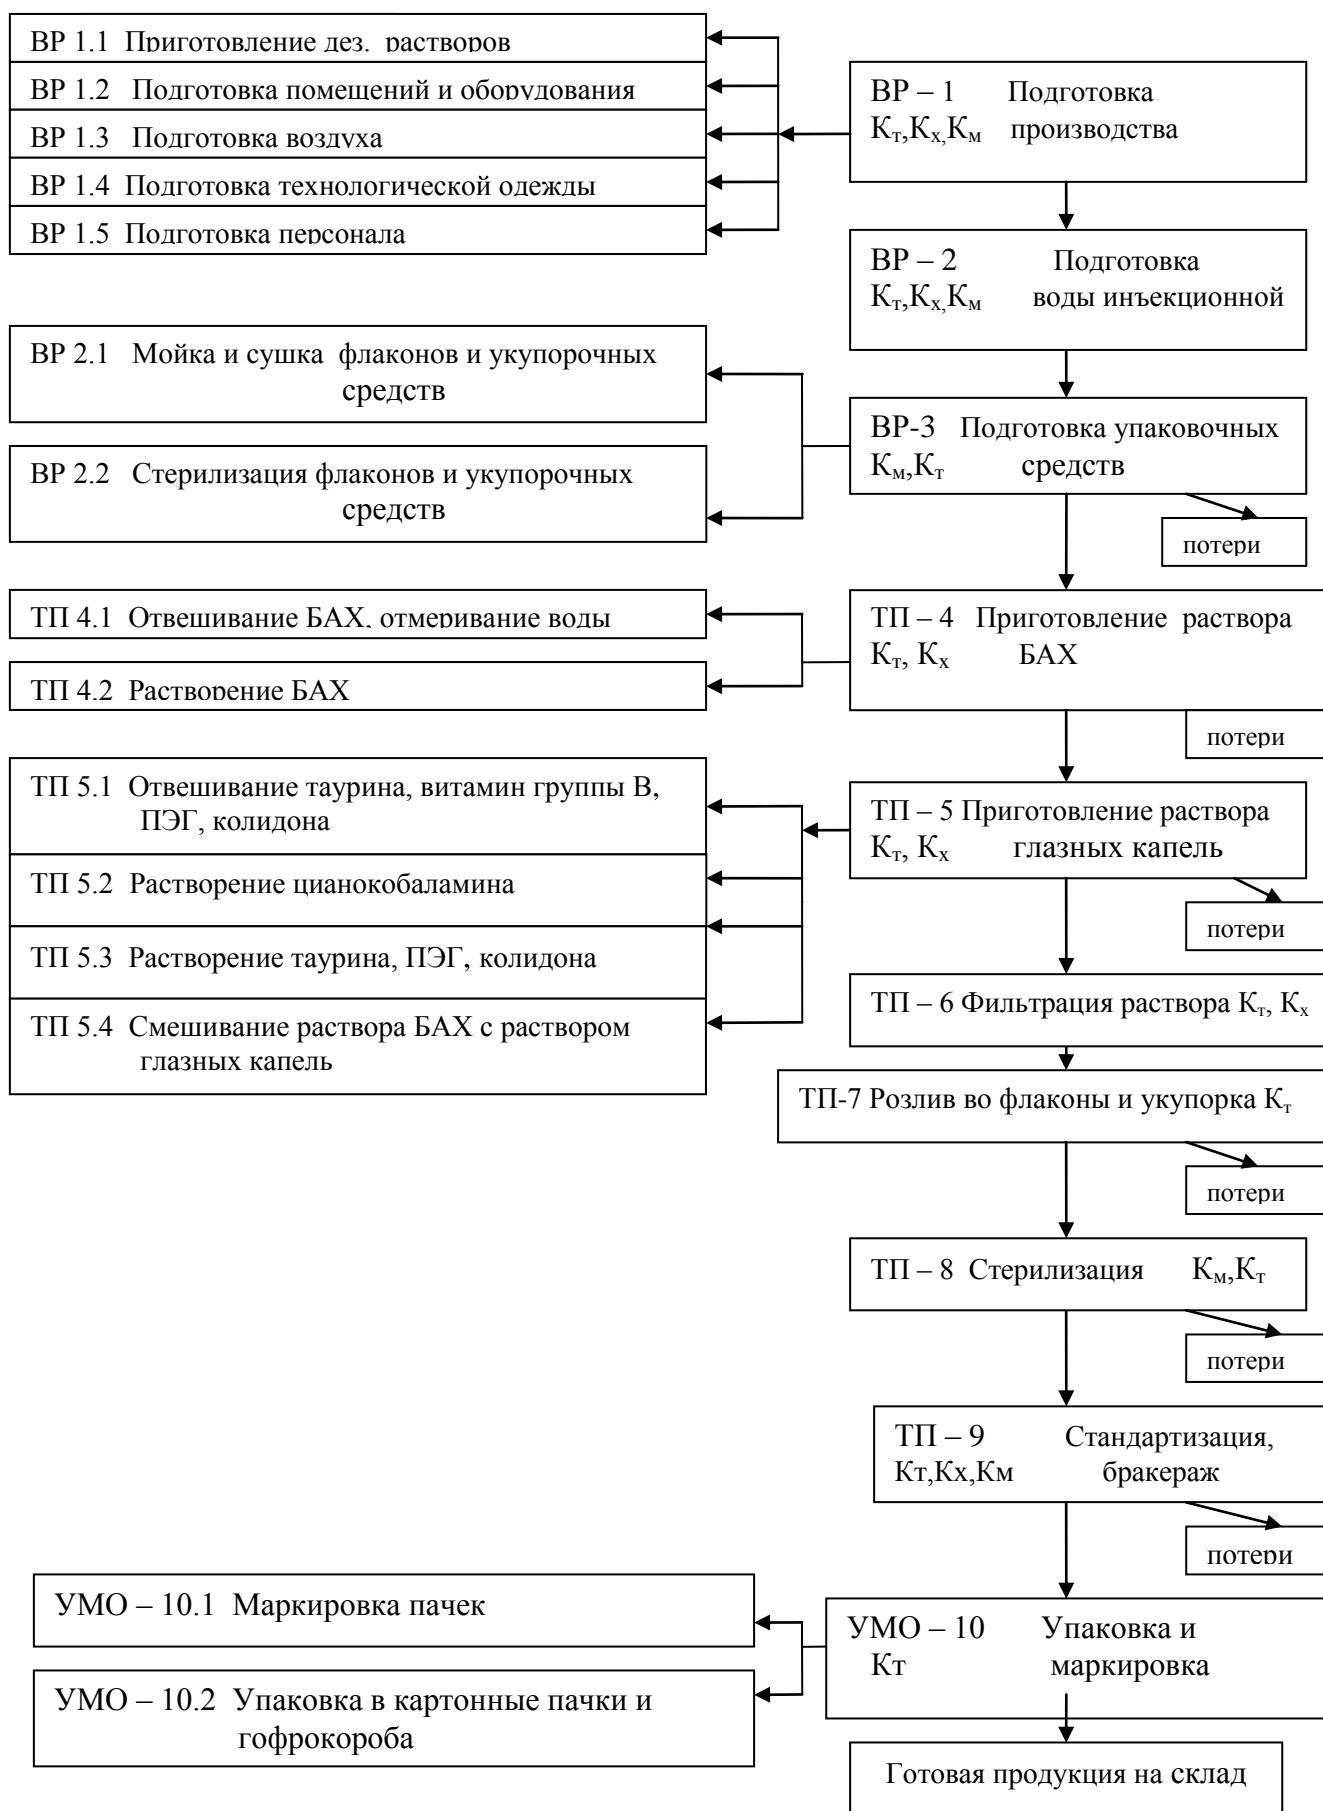 ВР 1.1 Приготовление дез. растворов
ВР 1.2 Подготовка помещений и оборудования
ВР 1.3 Подготовка воздуха
ВР 1.4 Подготовка технологической одежды
ВР 1.5 Подготовка персонала
ВР – 1 Подготовка
Кт,Кх,Км производства
ВР – 2 Подготовка
Кт,Кх,Км воды инъекционной
ВР 2.1 Мойка и сушка флаконов и укупорочных
средств
ВР 2.2 Стерилизация флаконов и укупорочных
средств
ВР-3 Подготовка упаковочных
Км,Кт средств
потери
ТП 4.1 Отвешивание БАХ, отмеривание воды
ТП 4.2 Растворение БАХ
ТП – 4 Приготовление раствора
Кт, Кх БАХ
потери
ТП 5.1 Отвешивание таурина, витамин группы В,
ПЭГ, колидона
ТП 5.2 Растворение цианокобаламина
ТП 5.3 Растворение таурина, ПЭГ, колидона
ТП 5.4 Смешивание раствора БАХ с раствором
глазных капель
ТП – 5 Приготовление раствора
Кт, Кх глазных капель
потери
ТП – 6 Фильтрация раствора Кт, Кх
ТП-7 Розлив во флаконы и укупорка Кт
потери
ТП – 8 Стерилизация Км,Кт
потери
ТП – 9 Стандартизация,
Кт,Кх,Км бракераж
потери
УМО – 10.1 Маркировка пачек
УМО – 10.2 Упаковка в картонные пачки и
гофрокороба
УМО – 10 Упаковка и
Кт маркировка
Готовая продукция на склад